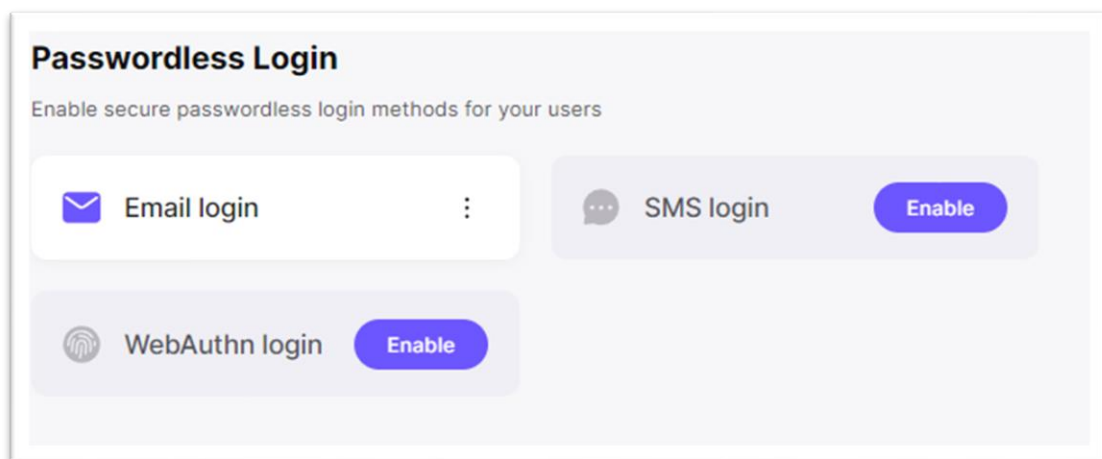 Passwordless Login
Enable secure passwordless login methods for your users
Email login
SMS login
Enable
WebAuthn login
Enable